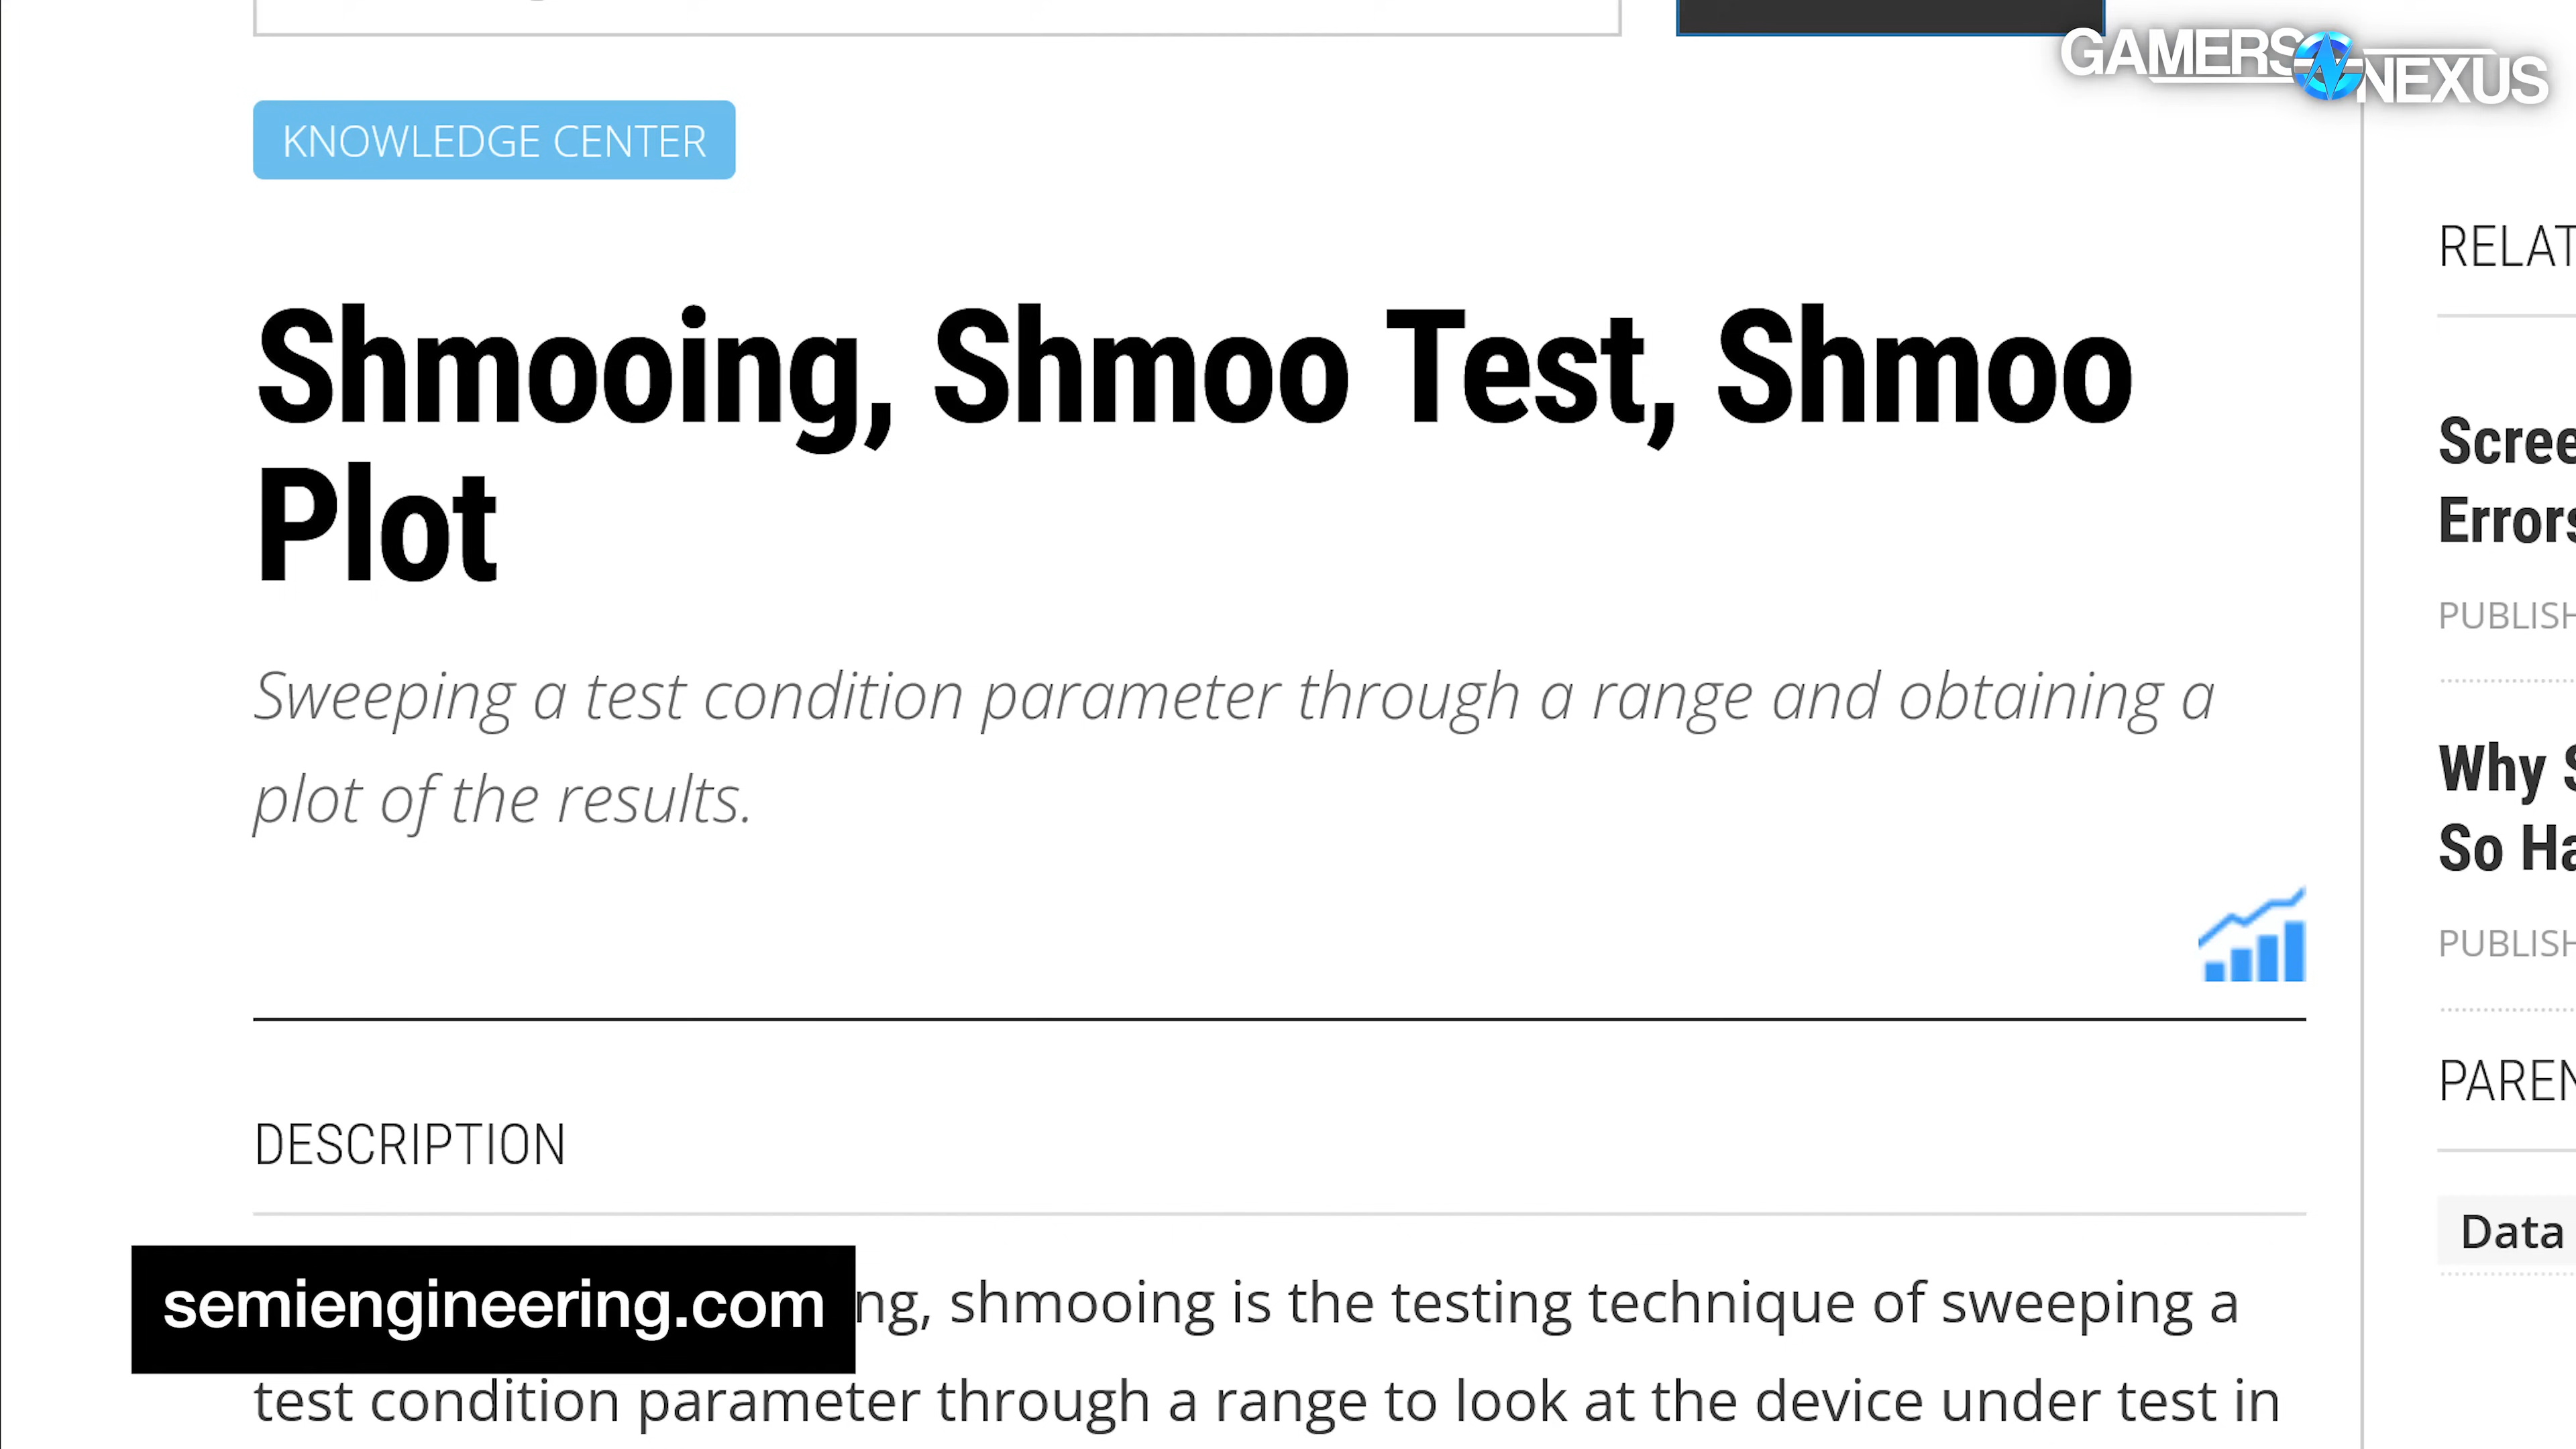 GAMERS NEXUS
KNOWLEDGE CENTER
Shmooing, Shmoo Test, Shmoo
Plot
Sweeping a test condition parameter through a range and obtaining a
plot of the results.
DESCRIPTION
semiengineering.com
ng, shmooing is the testing technique of sweeping a
test condition parameter through a range to look at the device under test in
RELAT
Scree
Errors
PUBLISH
Why S
So Ha
PUBLISH
PAREN
Data